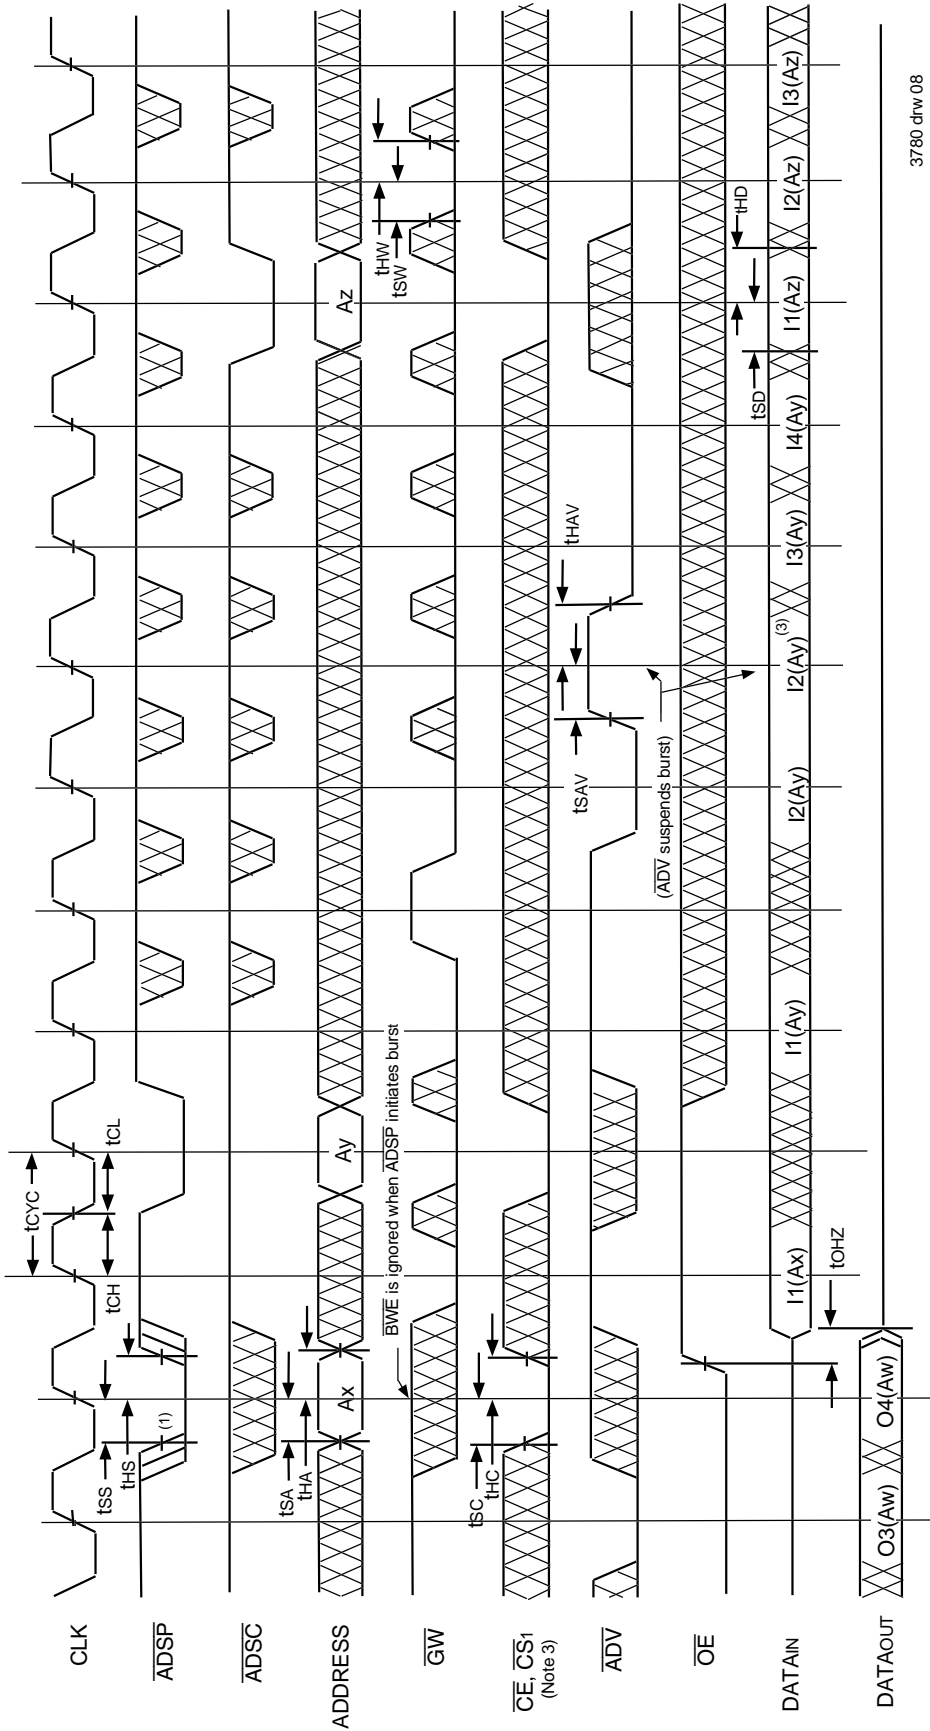 CLK
tCYC
tCH
tCL
tSS
tHS
ADSP
(1)
ADSC
ADDRESS
tSA
tHA
Ax
Ay
Az
GW
BWE is ignored when ADSP initiates burst
tHW
tSW
CE, CS1
(Note 3)
tSC
tHC
ADV
tSAV
tHAV
(ADV suspends burst)
OE
tOHZ
tSD
tHD
DATAIN
I1(Ax)
I1(Ay)
I2(Ay)
I2(Ay)(3)
I3(Ay)
I4(Ay)
I1(Az)
I2(Az)
I3(Az)
DATAOUT
O3(Aw)
O4(Aw)
3780 drw 08